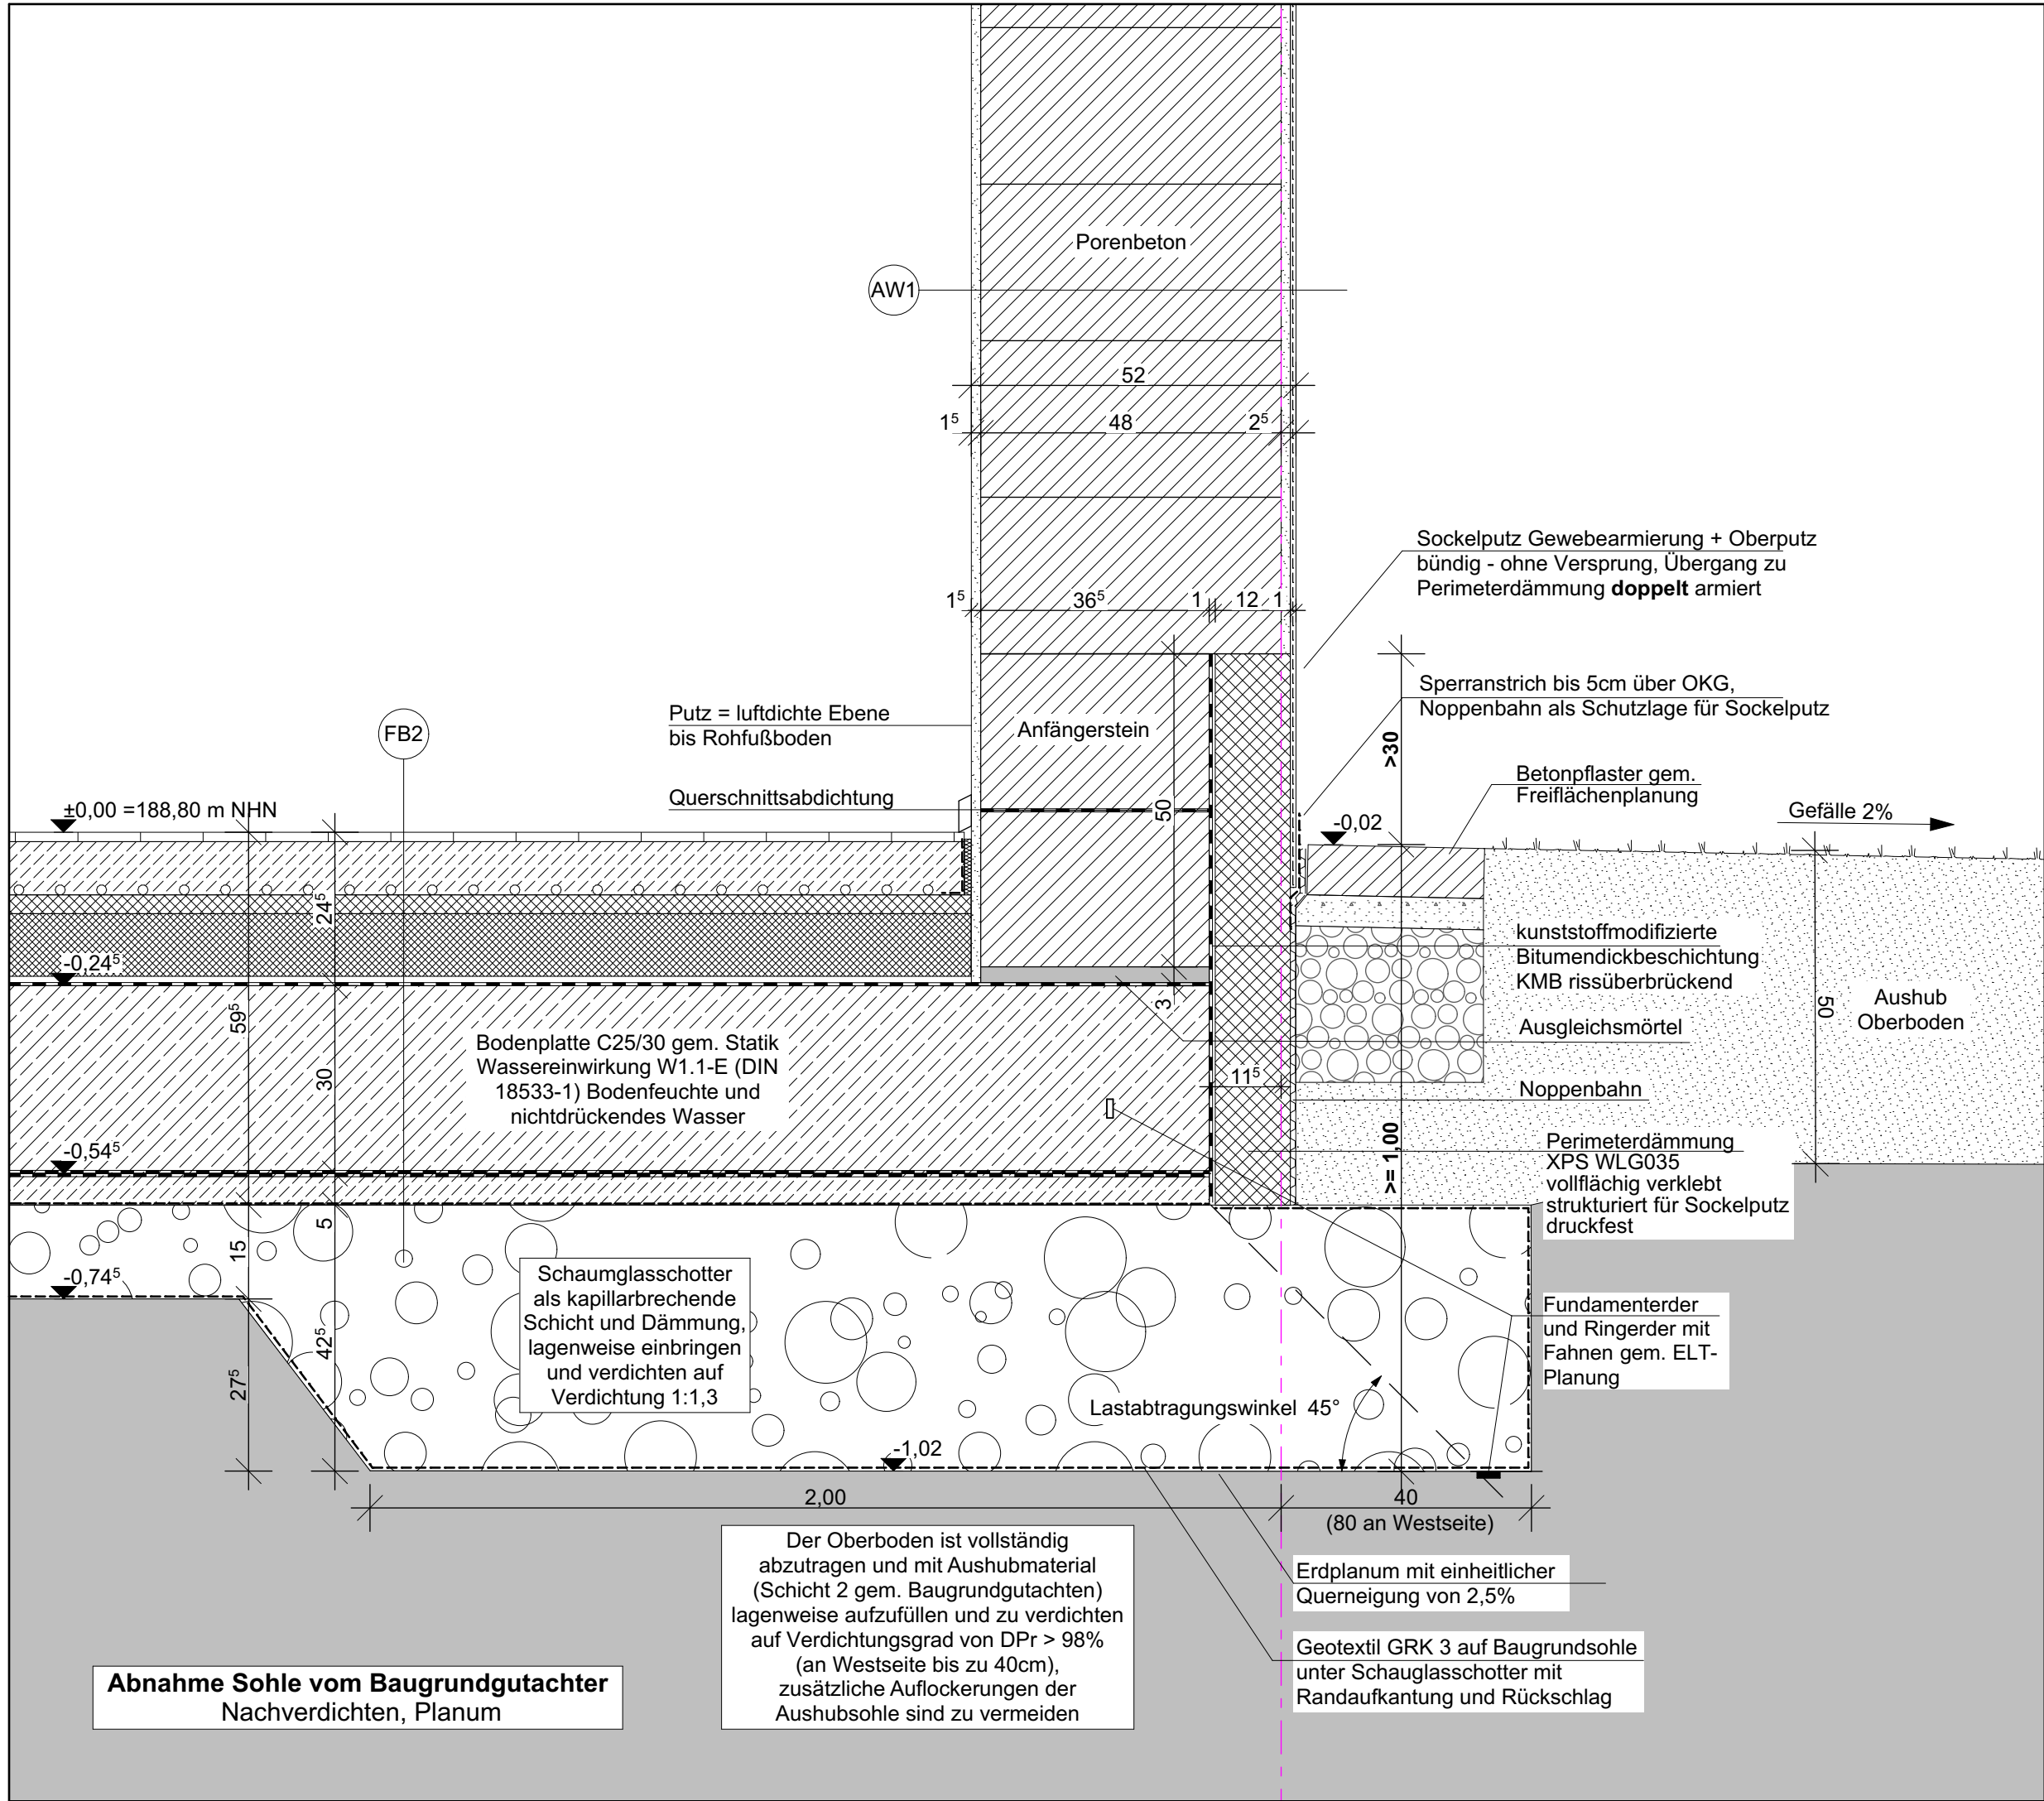 Porenbeton
AW1
52
1⁵
48
2⁵
Sockelputz Gewebearmierung + Oberputz
bündig - ohne Versprung, Übergang zu
Perimeterdämmung doppelt armiert
1⁵
36⁵
1
12
1
Sperranstrich bis 5cm über OKG,
Noppenbahn als Schutzlage für Sockelputz
Putz = luftdichte Ebene
bis Rohfußboden
FB2
Anfängerstein
>30
Betonpflaster gem.
Freiflächenplanung
Querschnittsabdichtung
±0,00 =188,80 m NHN
50
-0,02
Gefälle 2%
24⁵
-0,24⁵
kunststoffmodifizierte
Bitumendickbeschichtung
KMB rissüberbrückend
3
59⁵
50
Aushub
Oberboden
Ausgleichsmörtel
Bodenplatte C25/30 gem. Statik
Wassereinwirkung W1.1-E (DIN
18533-1) Bodenfeuchte und
nichtdrückendes Wasser
30
11⁵
Noppenbahn
-0,54⁵
>= 1,00
Perimeterdämmung
XPS WLG035
vollflächig verklebt
strukturiert für Sockelputz
druckfest
5
15
-0,74⁵
Schaumglasschotter
als kapillarbrechende
Schicht und Dämmung,
lagenweise einbringen
und verdichten auf
Verdichtung 1:1,3
Fundamenterder
und Ringerder mit
Fahnen gem. ELT-
Planung
42⁵
27⁵
Lastabtragungswinkel 45°
-1,02
2,00
40
(80 an Westseite)
Der Oberboden ist vollständig
abzutragen und mit Aushubmaterial
(Schicht 2 gem. Baugrundgutachten)
lagenweise aufzufüllen und zu verdichten
auf Verdichtungsgrad von DPr > 98%
(an Westseite bis zu 40cm),
zusätzliche Auflockerungen der
Aushubsohle sind zu vermeiden
Erdplanum mit einheitlicher
Querneigung von 2,5%
Geotextil GRK 3 auf Baugrundsohle
unter Schauglasschotter mit
Randaufkantung und Rückschlag
Abnahme Sohle vom Baugrundgutachter
Nachverdichten, Planum